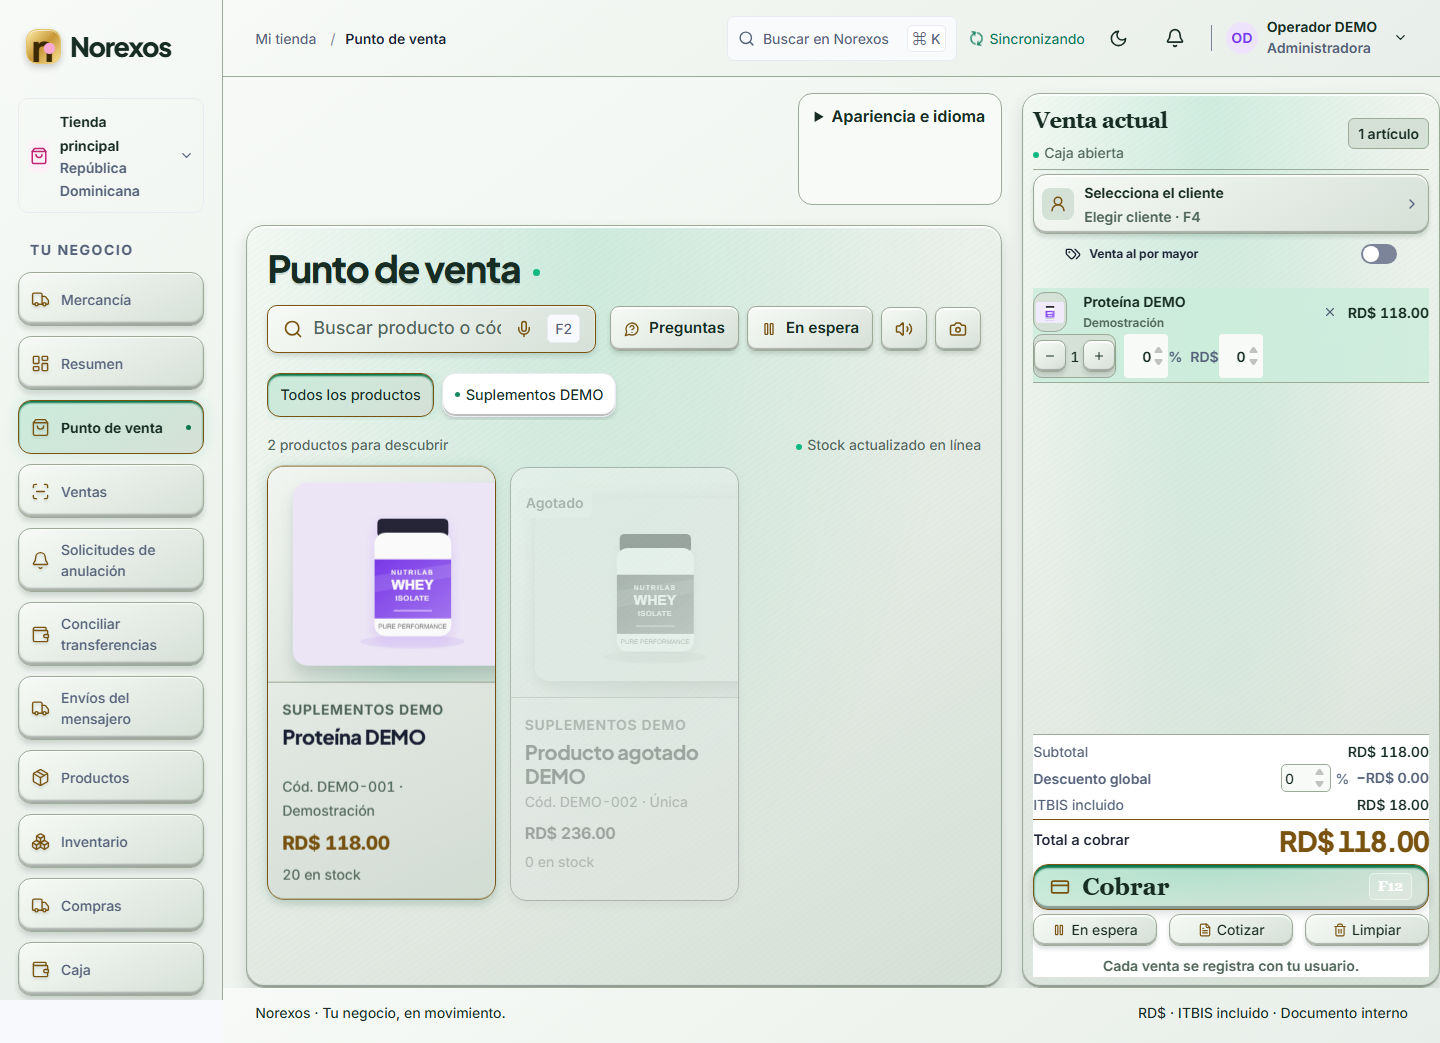 Norexos
Mi tienda / Punto de venta
Buscar en Norexos ⌘ K
Sincronizando
OD
Operador DEMO
Administradora
Tienda
principal
República
Dominicana
TU NEGOCIO
Mercancía
Resumen
Punto de venta
Ventas
Solicitudes de
anulación
Conciliar
transferencias
Envíos del
mensajero
Productos
Inventario
Compras
Caja
Apariencia e idioma
Punto de venta
Buscar producto o cód
F2
Preguntas
En espera
Todos los productos
Suplementos DEMO
2 productos para descubrir
Stock actualizado en línea
NUTRILAB
WHEY
ISOLATE
PURE PERFORMANCE
SUPLEMENTOS DEMO
Proteína DEMO
Cód. DEMO-001 ·
Demostración
RD$ 118.00
20 en stock
Agotado
NUTRILAB
WHEY
ISOLATE
PURE PERFORMANCE
SUPLEMENTOS DEMO
Producto agotado
DEMO
Cód. DEMO-002 · Única
RD$ 236.00
0 en stock
Venta actual
Caja abierta
1 artículo
Selecciona el cliente
Elegir cliente · F4
Venta al por mayor
Proteína DEMO
Demostración
× RD$ 118.00
− 1 + 0 % RD$ 0
Subtotal RD$ 118.00
Descuento global 0 % −RD$ 0.00
ITBIS incluido RD$ 18.00
Total a cobrar RD$ 118.00
Cobrar F12
En espera
Cotizar
Limpiar
Cada venta se registra con tu usuario.
Norexos · Tu negocio, en movimiento.
RD$ · ITBIS incluido · Documento interno